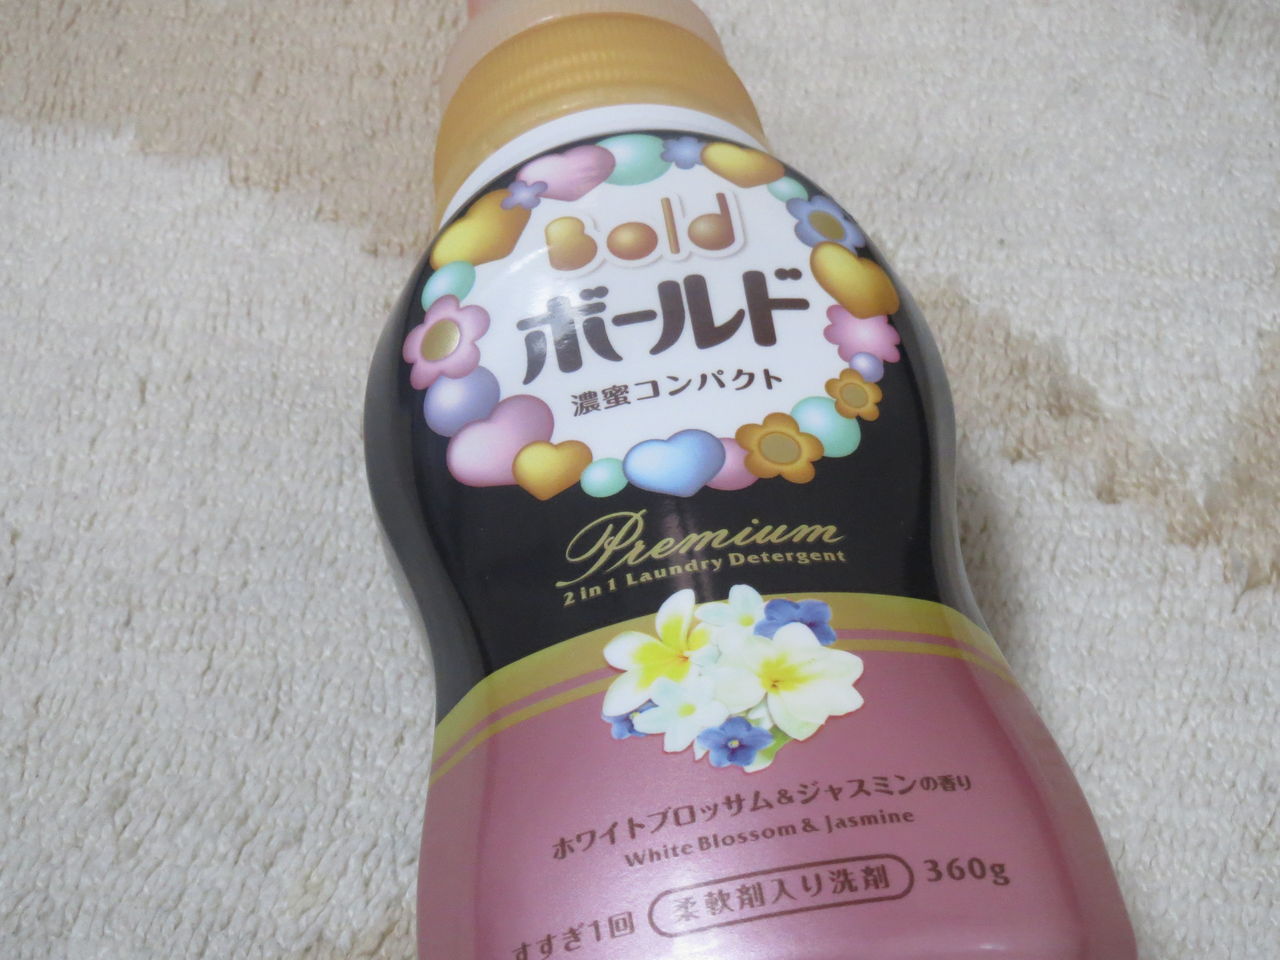 Bold
ボールド
濃蜜コンパクト
Premium
2 in 1 Laundry Detergent
ホワイトブロッサム&ジャスミンの香り
White Blossom & Jasmine
すすぎ1回 柔軟剤入り洗剤 360g